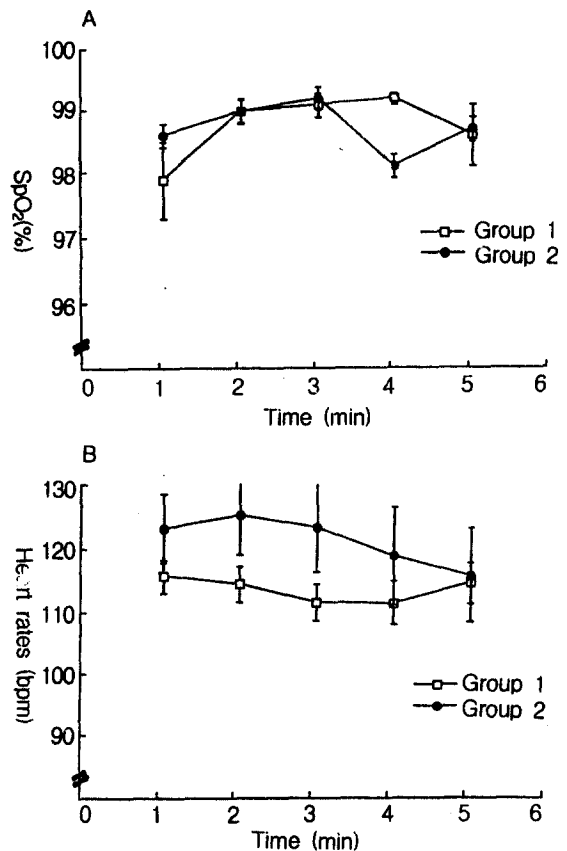 A
100
99
98
97
96
SpO₂(%)
Group 1
Group 2
0 1 2 3 4 5 6
Time (min)
B
130
120
110
100
90
Heart rates (bpm)
Group 1
Group 2
0 1 2 3 4 5 6
Time (min)